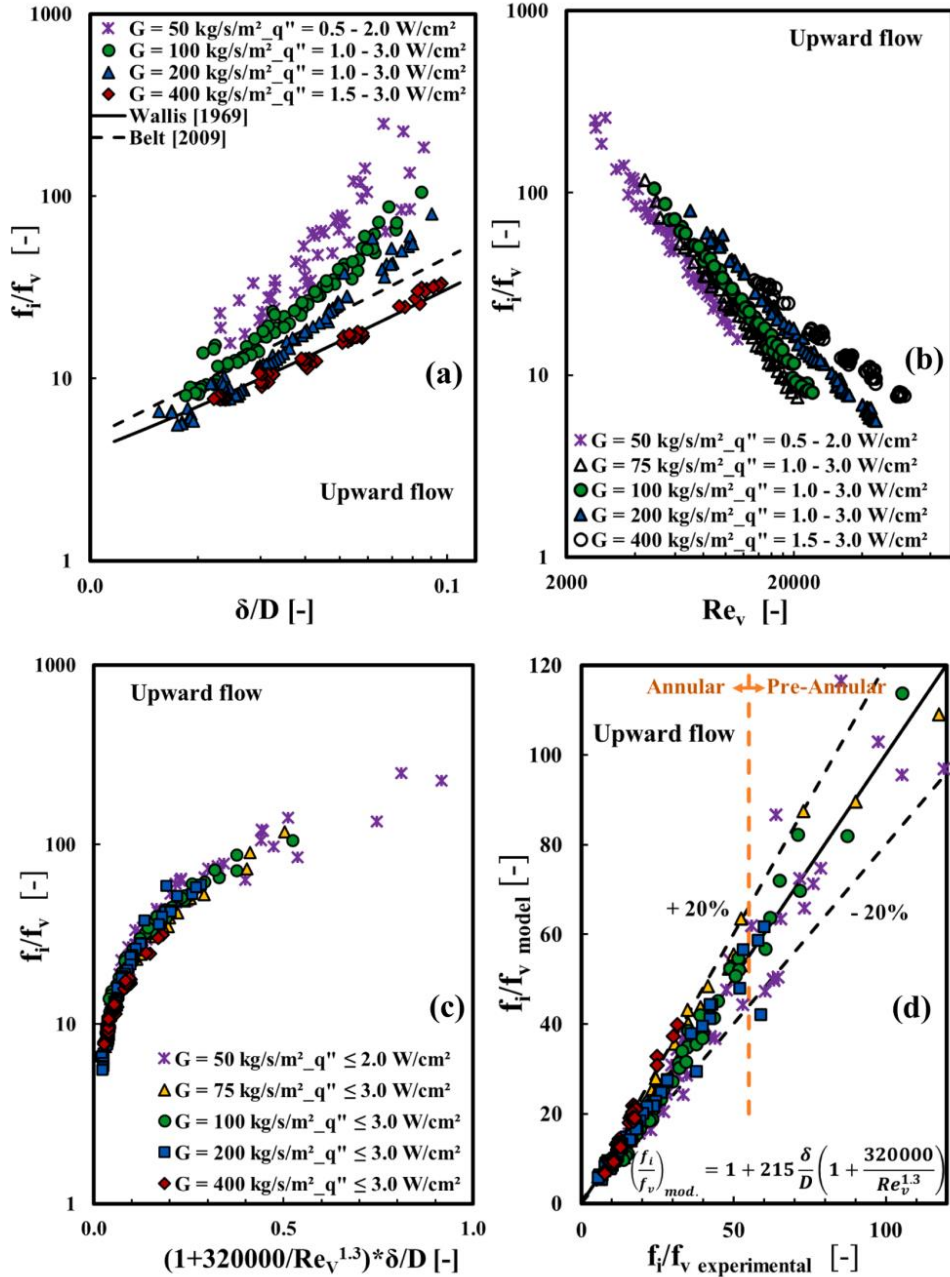 1000
G = 50 kg/s/m²_q" = 0.5 - 2.0 W/cm²
G = 100 kg/s/m²_q" = 1.0 - 3.0 W/cm²
G = 200 kg/s/m²_q" = 1.0 - 3.0 W/cm²
G = 400 kg/s/m²_q" = 1.5 - 3.0 W/cm²
Wallis [1969]
Belt [2009]
100
fᵢ/fᵥ [-]
10
(a)
Upward flow
1
0.0
0.1
δ/D [-]
1000
Upward flow
100
fᵢ/fᵥ [-]
(b)
10
G = 50 kg/s/m²_q" = 0.5 - 2.0 W/cm²
G = 75 kg/s/m²_q" = 1.0 - 3.0 W/cm²
G = 100 kg/s/m²_q" = 1.0 - 3.0 W/cm²
G = 200 kg/s/m²_q" = 1.0 - 3.0 W/cm²
G = 400 kg/s/m²_q" = 1.5 - 3.0 W/cm²
1
2000
20000
Reᵥ [-]
1000
Upward flow
100
fᵢ/fᵥ [-]
(c)
10
G = 50 kg/s/m²_q" ≤ 2.0 W/cm²
G = 75 kg/s/m²_q" ≤ 3.0 W/cm²
G = 100 kg/s/m²_q" ≤ 3.0 W/cm²
G = 200 kg/s/m²_q" ≤ 3.0 W/cm²
G = 400 kg/s/m²_q" ≤ 3.0 W/cm²
1
0.0
0.5
1.0
(1+320000/Re_V^1.3)*δ/D [-]
120
Annular
Pre-Annular
Upward flow
100
80
+ 20%
- 20%
fᵢ/fᵥ model [-]
60
40
(d)
20
(fᵢ/fᵥ)mod. = 1 + 215 δ/D (1 + 320000/Reᵥ^1.3)
0
0
50
100
fᵢ/fᵥ experimental [-]